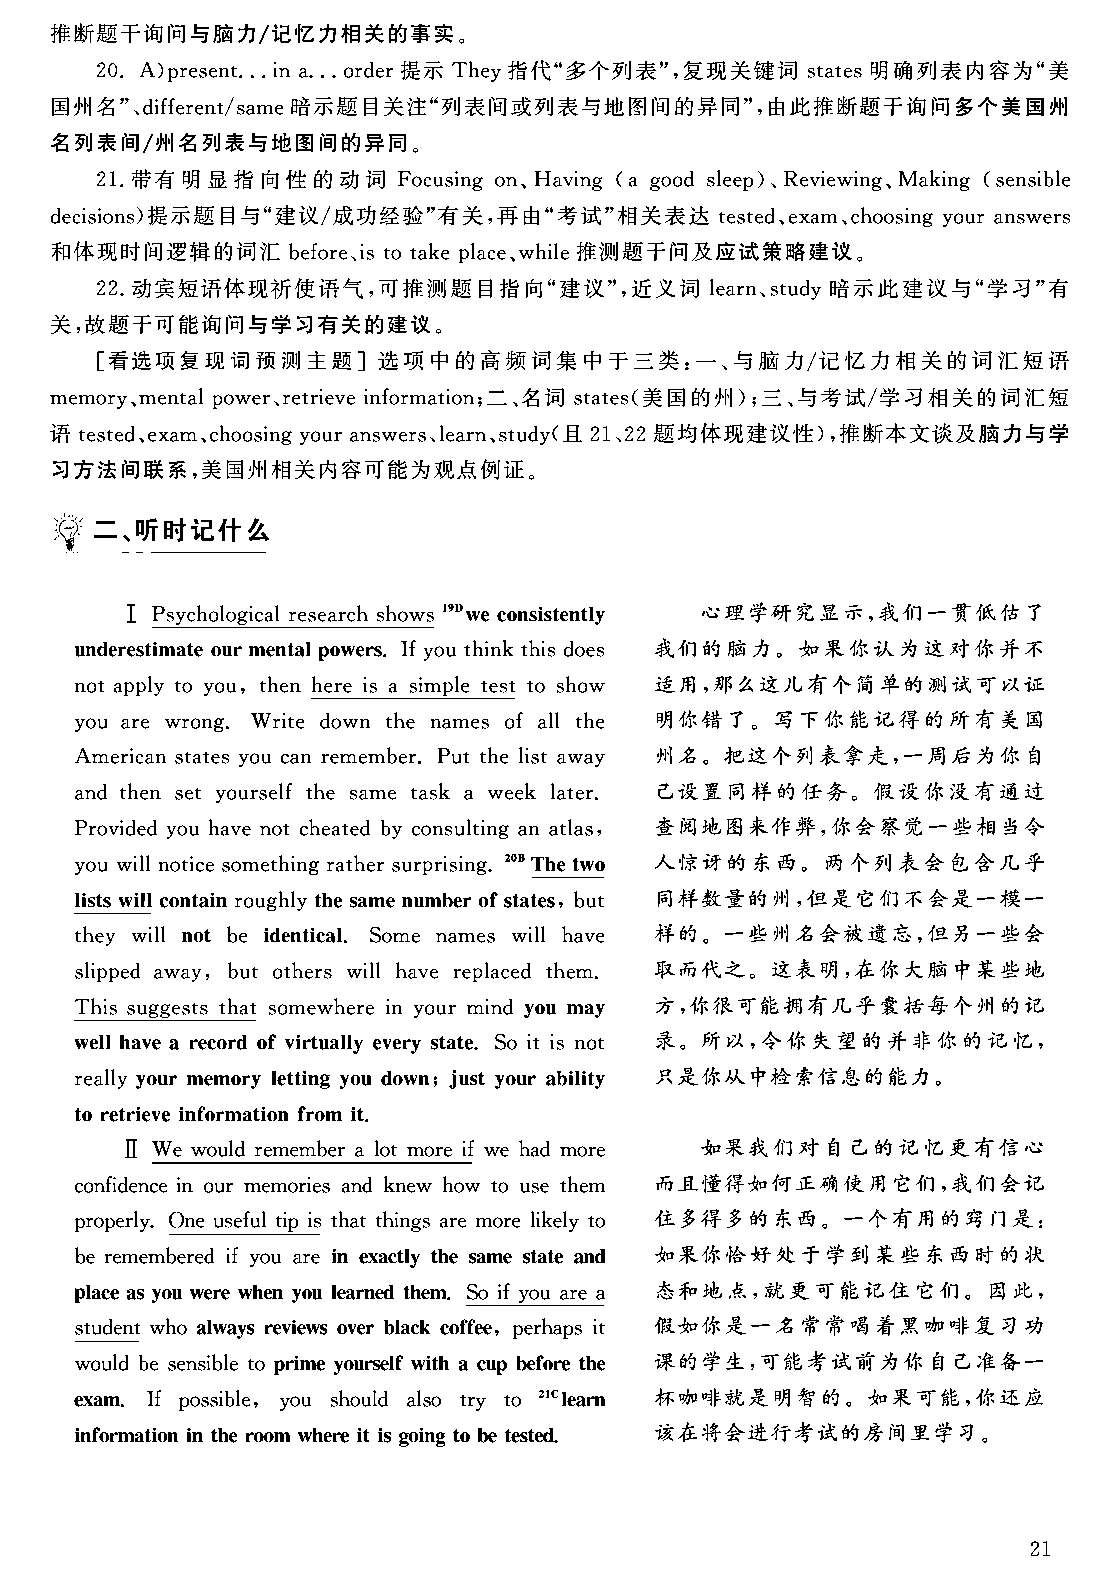 推断题干询问与脑力/记忆力相关的事实。
20. A)present...in a...order 提示 They 指代“多个列表”,复现关键词 states 明确列表内容为“美
国州名”、different/same 暗示题目关注“列表间或列表与地图间的异同”,由此推断题干询问多个美国州
名列表间/州名列表与地图间的异同。
21. 带有明显指向性的动词 Focusing on、Having (a good sleep)、Reviewing、Making (sensible
decisions)提示题目与“建议/成功经验”有关,再由“考试”相关表达 tested、exam、choosing your answers
和体现时间逻辑的词汇 before、is to take place、while 推测题干问及应试策略建议。
22. 动宾短语体现祈使语气,可推测题目指向“建议”,近义词 learn、study 暗示此建议与“学习”有
关,故题干可能询问与学习有关的建议。
[看选项复现词预测主题] 选项中的高频词集中于三类:一、与脑力/记忆力相关的词汇短语
memory、mental power、retrieve information;二、名词 states(美国的州);三、与考试/学习相关的词汇短
语 tested、exam、choosing your answers、learn、study(且 21、22 题均体现建议性),推断本文谈及脑力与学
习方法间联系,美国州相关内容可能为观点例证。
二、听时记什么
Ⅰ Psychological research shows 19D we consistently
underestimate our mental powers. If you think this does
not apply to you, then here is a simple test to show
you are wrong. Write down the names of all the
American states you can remember. Put the list away
and then set yourself the same task a week later.
Provided you have not cheated by consulting an atlas,
you will notice something rather surprising. 20B The two
lists will contain roughly the same number of states, but
they will not be identical. Some names will have
slipped away, but others will have replaced them.
This suggests that somewhere in your mind you may
well have a record of virtually every state. So it is not
really your memory letting you down; just your ability
to retrieve information from it.
Ⅱ We would remember a lot more if we had more
confidence in our memories and knew how to use them
properly. One useful tip is that things are more likely to
be remembered if you are in exactly the same state and
place as you were when you learned them. So if you are a
student who always reviews over black coffee, perhaps it
would be sensible to prime yourself with a cup before the
exam. If possible, you should also try to 21C learn
information in the room where it is going to be tested.
心理学研究显示,我们一贯低估了
我们的脑力。如果你认为这对你并不
适用,那么这儿有个简单的测试可以证
明你错了。写下你能记得的所有美国
州名。把这个列表拿走,一周后为你自
己设置同样的任务。假设你没有通过
查阅地图来作弊,你会察觉一些相当令
人惊讶的东西。两个列表会包含几乎
同样数量的州,但是它们不会是一模一
样的。一些州名会被遗忘,但另一些会
取而代之。这表明,在你大脑中某些地
方,你很可能拥有几乎囊括每个州的记
录。所以,令你失望的并非你的记忆,
只是你从中检索信息的能力。
如果我们对自己的记忆更有信心
而且懂得如何正确使用它们,我们会记
住多得多的东西。一个有用的窍门是:
如果你恰好处于学到某些东西时的状
态和地点,就更可能记住它们。因此,
假如你是一名常常喝着黑咖啡复习功
课的学生,可能考试前为你自己准备一
杯咖啡就是明智的。如果可能,你还应
该在将会进行考试的房间里学习。
21